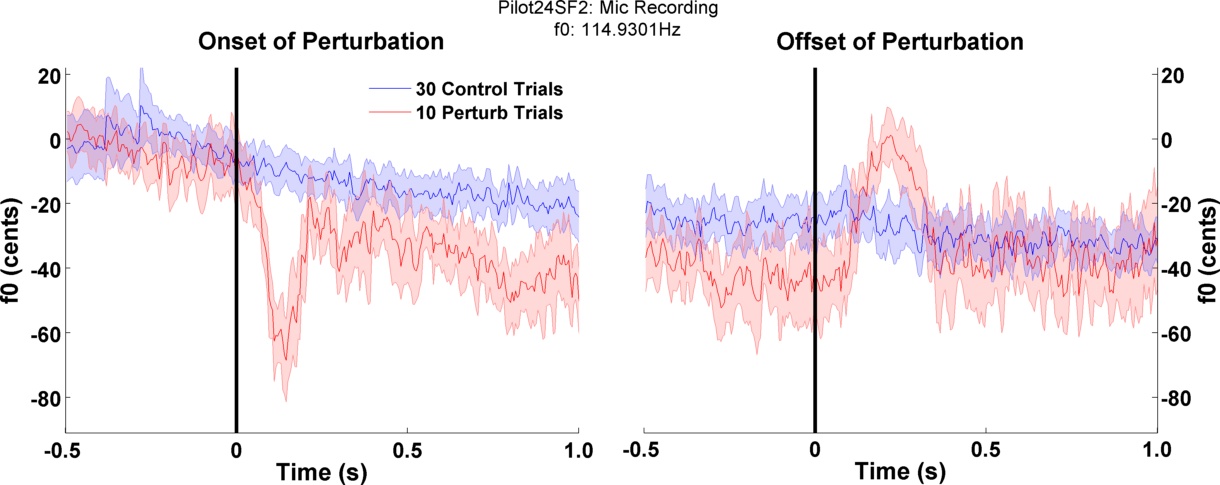 Pilot24SF2: Mic Recording
f0: 114.9301Hz
Onset of Perturbation
Offset of Perturbation
30 Control Trials
10 Perturb Trials
f0 (cents)
20
0
-20
-40
-60
-80
-0.5
0
0.5
1.0
Time (s)
20
0
-20
-40
-60
-80
f0 (cents)
-0.5
0
0.5
1.0
Time (s)